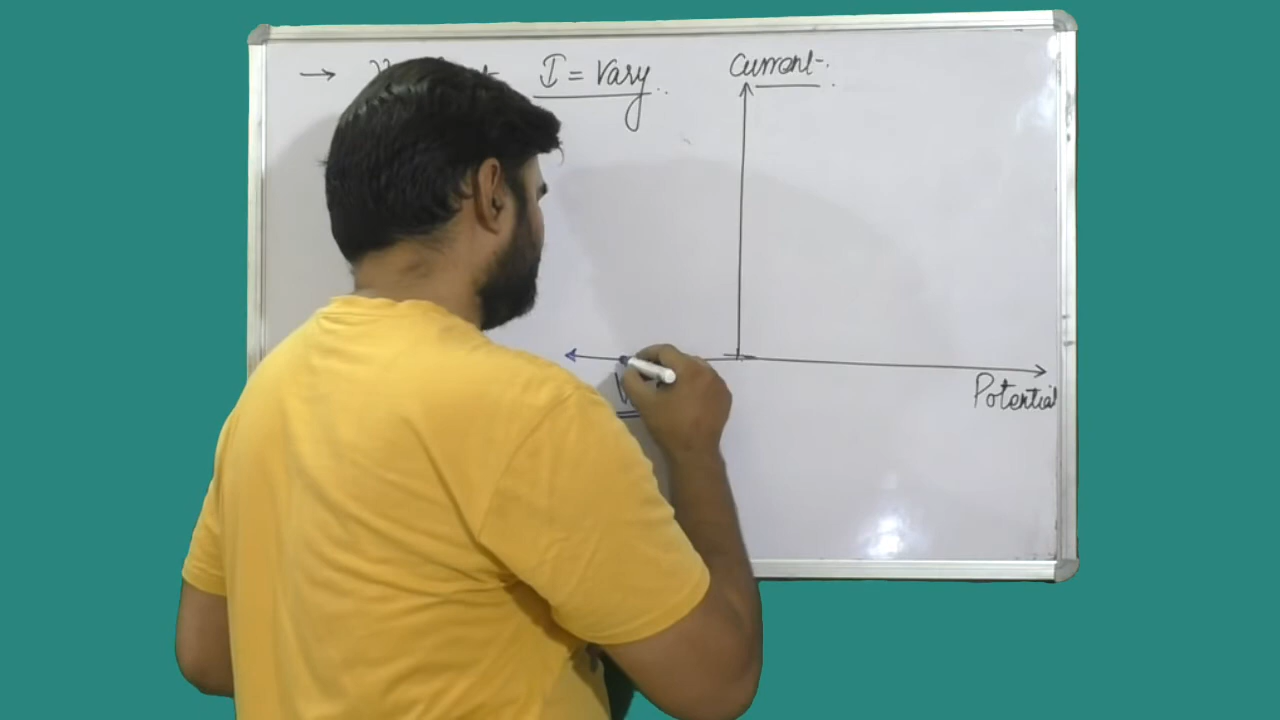 → I = Vary..
Current-:
Potential